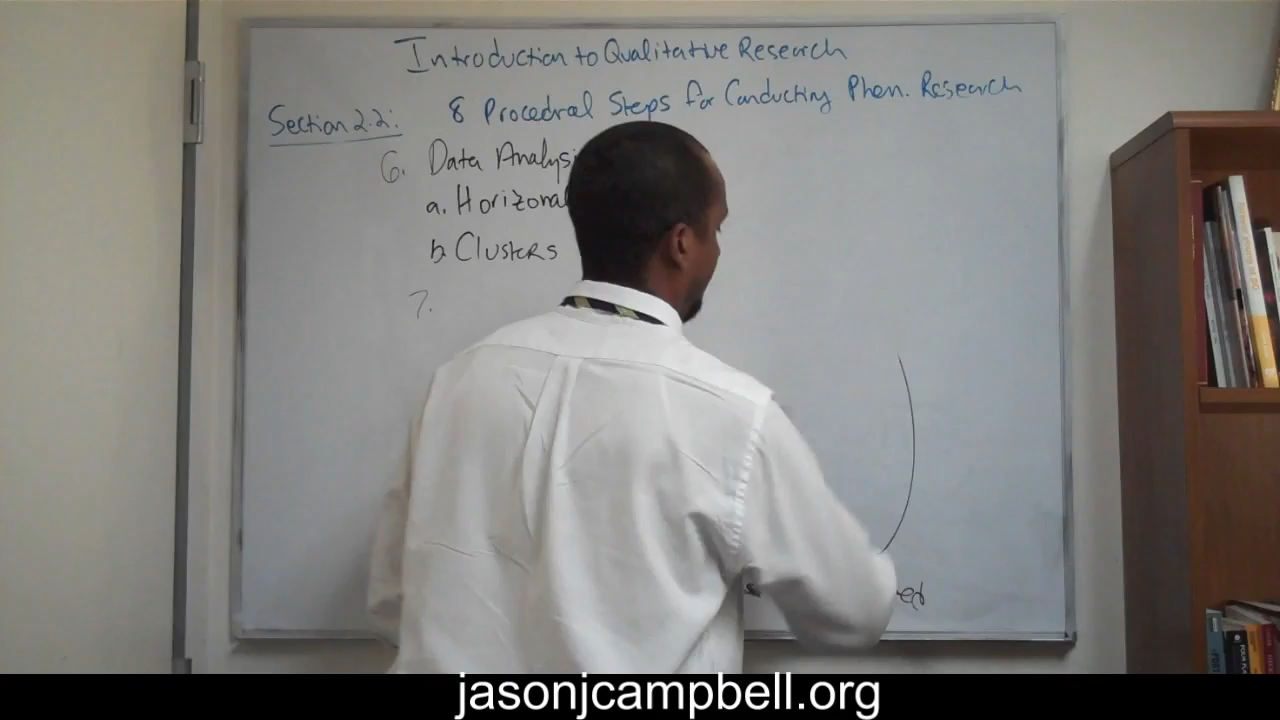 Introduction to Qualitative Research
Section 2.2: 8 Procedral Steps for Conducting Phen. Research
6. Data Analysi
a. Horizonal
b. Clusters
7.
jasonjcampbell.org